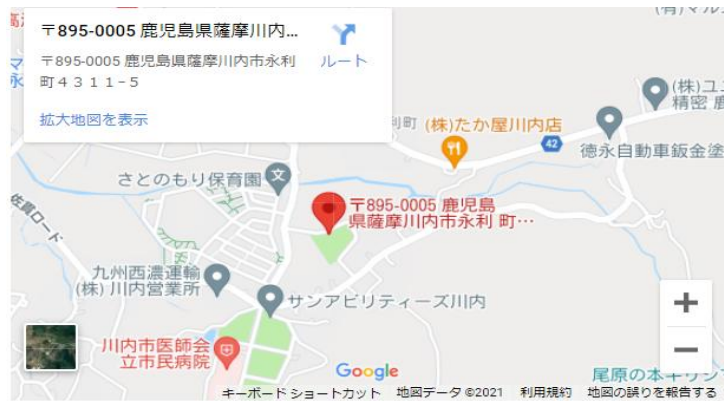 〒895-0005 鹿児島県薩摩川内...
〒895-0005 鹿児島県薩摩川内市永利
町４３１１−５
ルート
拡大地図を表示
(株)たか屋川内店
42
(株)ユニ
精密 鹿
徳永自動車鈑金塗
さとのもり保育園
〒895-0005 鹿児島
県薩摩川内市永利 町…
佐賀ロード
九州西濃運輸
(株) 川内営業所
サンアビリティーズ川内
川内市医師会
立市民病院
尾原の本キリシ
Google
キーボード ショートカット
地図データ ©2021
利用規約
地図の誤りを報告する